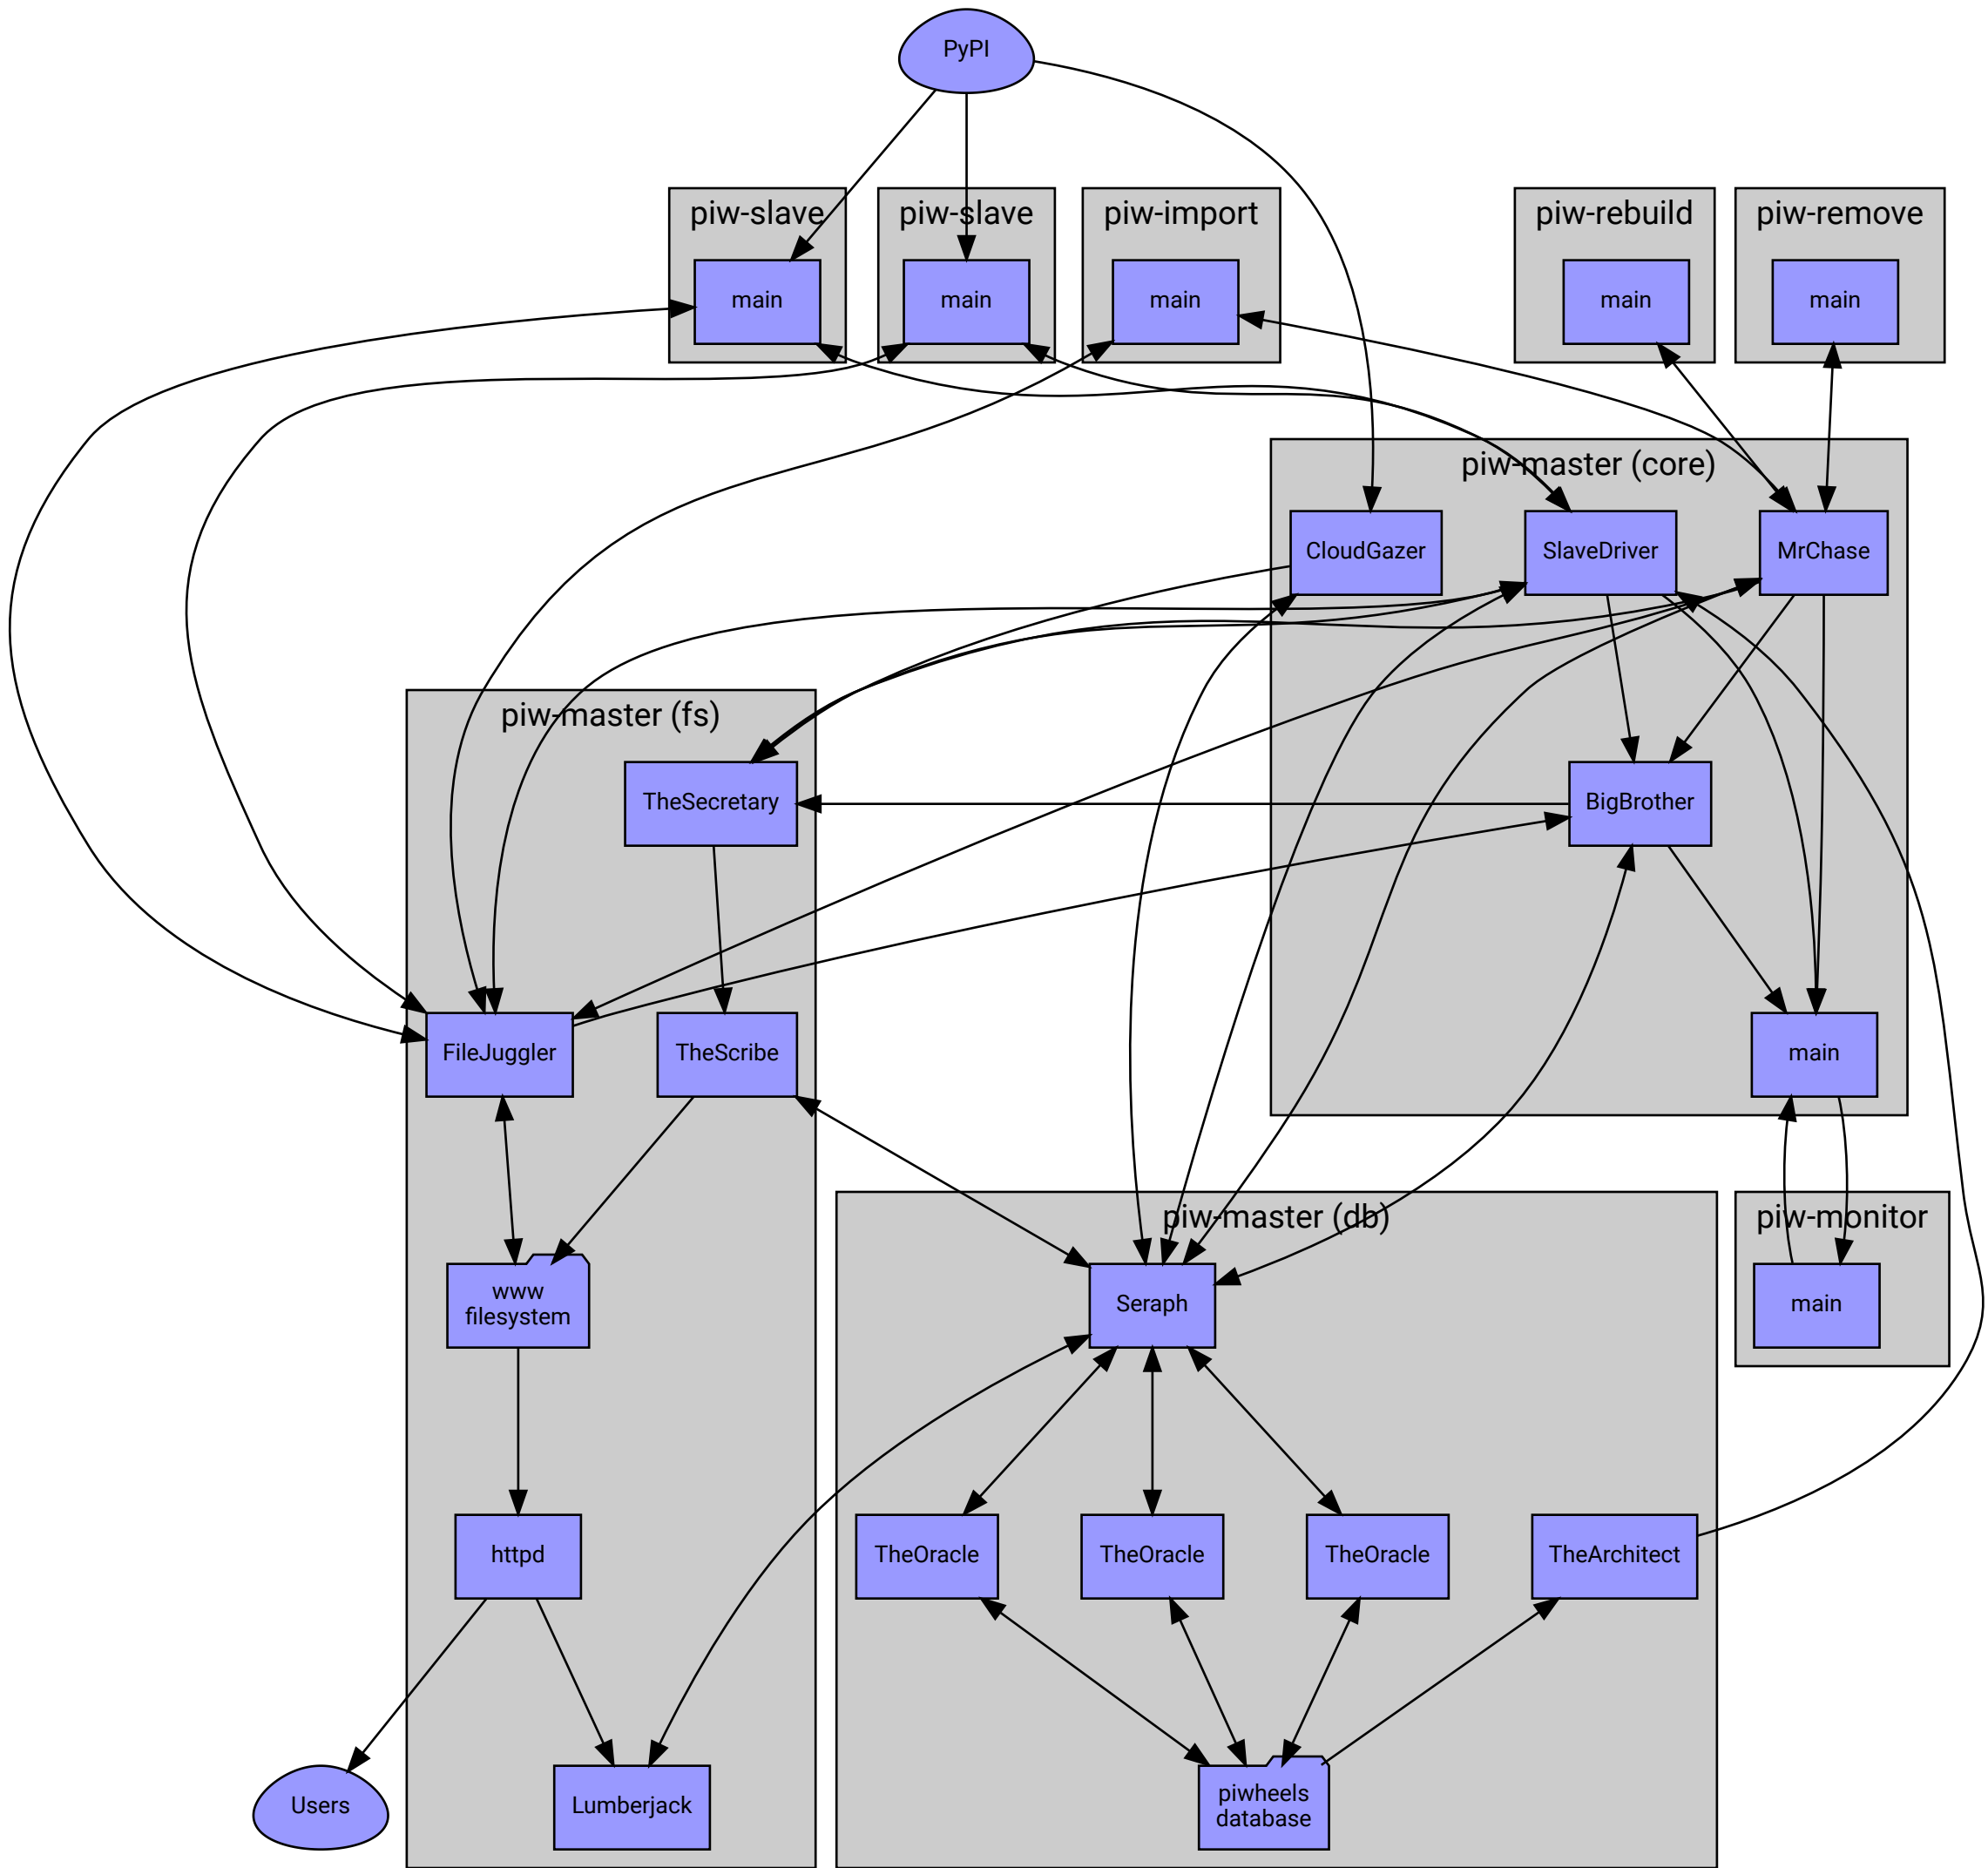 PyPI
piw-slave
piw-slave
piw-import
piw-rebuild
piw-remove
main
main
main
main
main
piw-master (core)
CloudGazer
SlaveDriver
MrChase
piw-master (fs)
TheSecretary
BigBrother
FileJuggler
TheScribe
main
piw-master (db)
piw-monitor
www
filesystem
Seraph
main
httpd
TheOracle
TheOracle
TheOracle
TheArchitect
Users
Lumberjack
piwheels
database